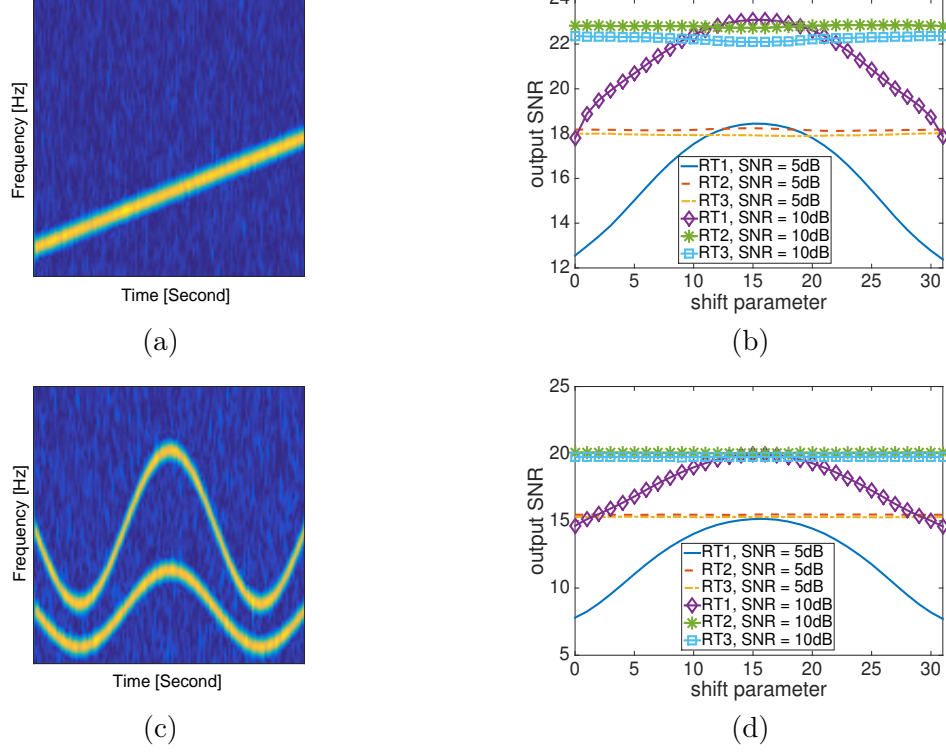 Frequency [Hz]
Time [Second]
(a)
output SNR
24
22
20
18
16
14
12
RT1, SNR = 5dB
RT2, SNR = 5dB
RT3, SNR = 5dB
RT1, SNR = 10dB
RT2, SNR = 10dB
RT3, SNR = 10dB
0 5 10 15 20 25 30
shift parameter
(b)
Frequency [Hz]
Time [Second]
(c)
output SNR
25
20
15
10
5
RT1, SNR = 5dB
RT2, SNR = 5dB
RT3, SNR = 5dB
RT1, SNR = 10dB
RT2, SNR = 10dB
RT3, SNR = 10dB
0 5 10 15 20 25 30
shift parameter
(d)